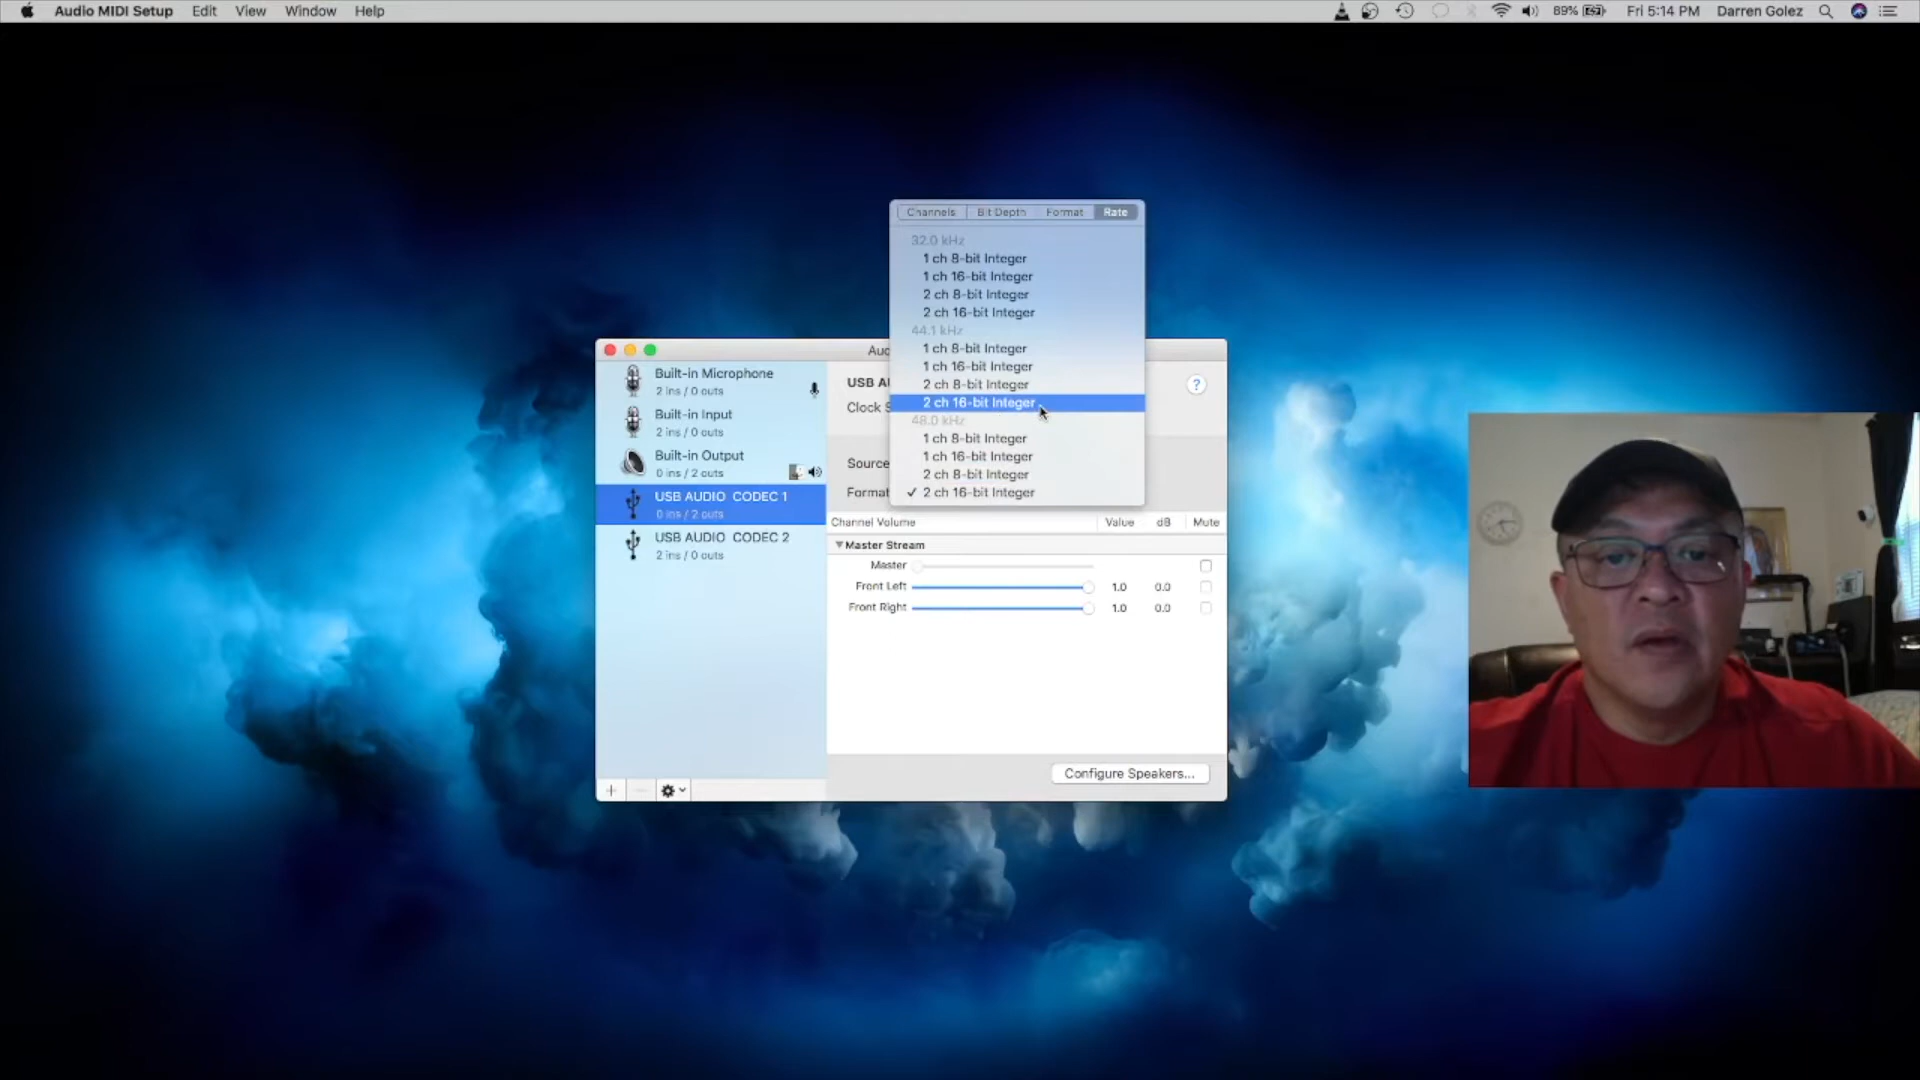 Audio MIDI Setup Edit View Window Help 89% Fri 5:14 PM Darren Golez
Channels Bit Depth Format Rate
32.0 kHz
1 ch 8-bit Integer
1 ch 16-bit Integer
2 ch 8-bit Integer
2 ch 16-bit Integer
44.1 kHz
1 ch 8-bit Integer
1 ch 16-bit Integer
2 ch 8-bit Integer
✓ 2 ch 16-bit Integer
48.0 kHz
1 ch 8-bit Integer
1 ch 16-bit Integer
2 ch 8-bit Integer
✓ 2 ch 16-bit Integer
Built-in Microphone
2 ins / 0 outs
Built-in Input
2 ins / 0 outs
Built-in Output
0 ins / 2 outs
USB AUDIO CODEC 1
0 ins / 2 outs
USB AUDIO CODEC 2
2 ins / 0 outs
Auc
USB AU
?
Clock S
Source
Format
Channel Volume Value dB Mute
Master Stream
Master
Front Left 1.0 0.0
Front Right 1.0 0.0
Configure Speakers...